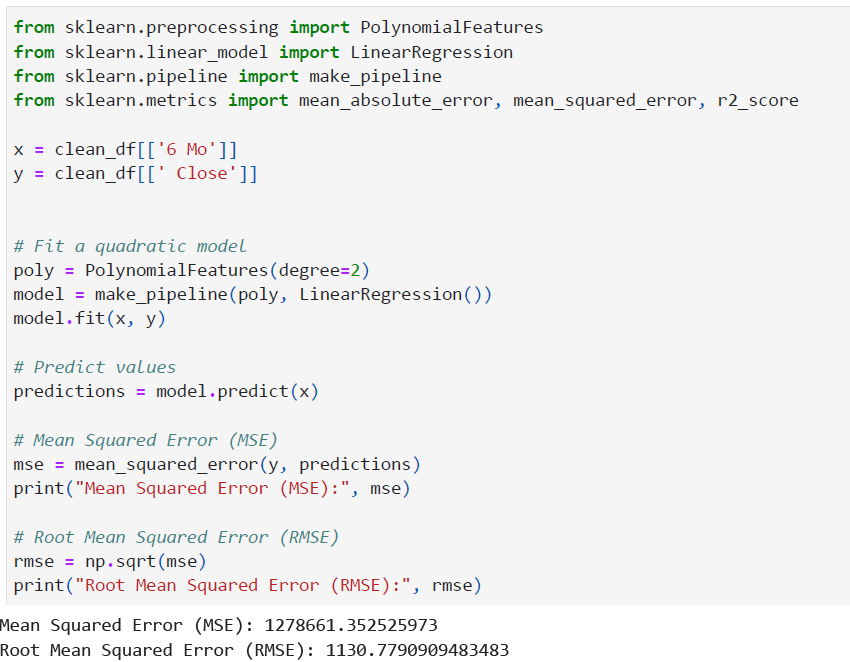 from sklearn.preprocessing import PolynomialFeatures
from sklearn.linear_model import LinearRegression
from sklearn.pipeline import make_pipeline
from sklearn.metrics import mean_absolute_error, mean_squared_error, r2_score
x = clean_df[['6 Mo']]
y = clean_df[[' Close']]
# Fit a quadratic model
poly = PolynomialFeatures(degree=2)
model = make_pipeline(poly, LinearRegression())
model.fit(x, y)
# Predict values
predictions = model.predict(x)
# Mean Squared Error (MSE)
mse = mean_squared_error(y, predictions)
print("Mean Squared Error (MSE):", mse)
# Root Mean Squared Error (RMSE)
rmse = np.sqrt(mse)
print("Root Mean Squared Error (RMSE):", rmse)
Mean Squared Error (MSE): 1278661.352525973
Root Mean Squared Error (RMSE): 1130.7790909483483